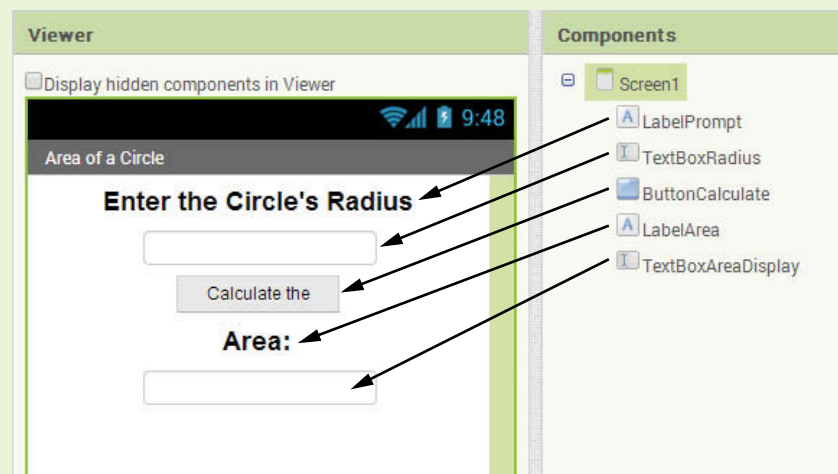 Viewer
Display hidden components in Viewer
9:48
Area of a Circle
Enter the Circle's Radius
Calculate the
Area:
Components
Screen1
A LabelPrompt
I TextBoxRadius
ButtonCalculate
A LabelArea
I TextBoxAreaDisplay